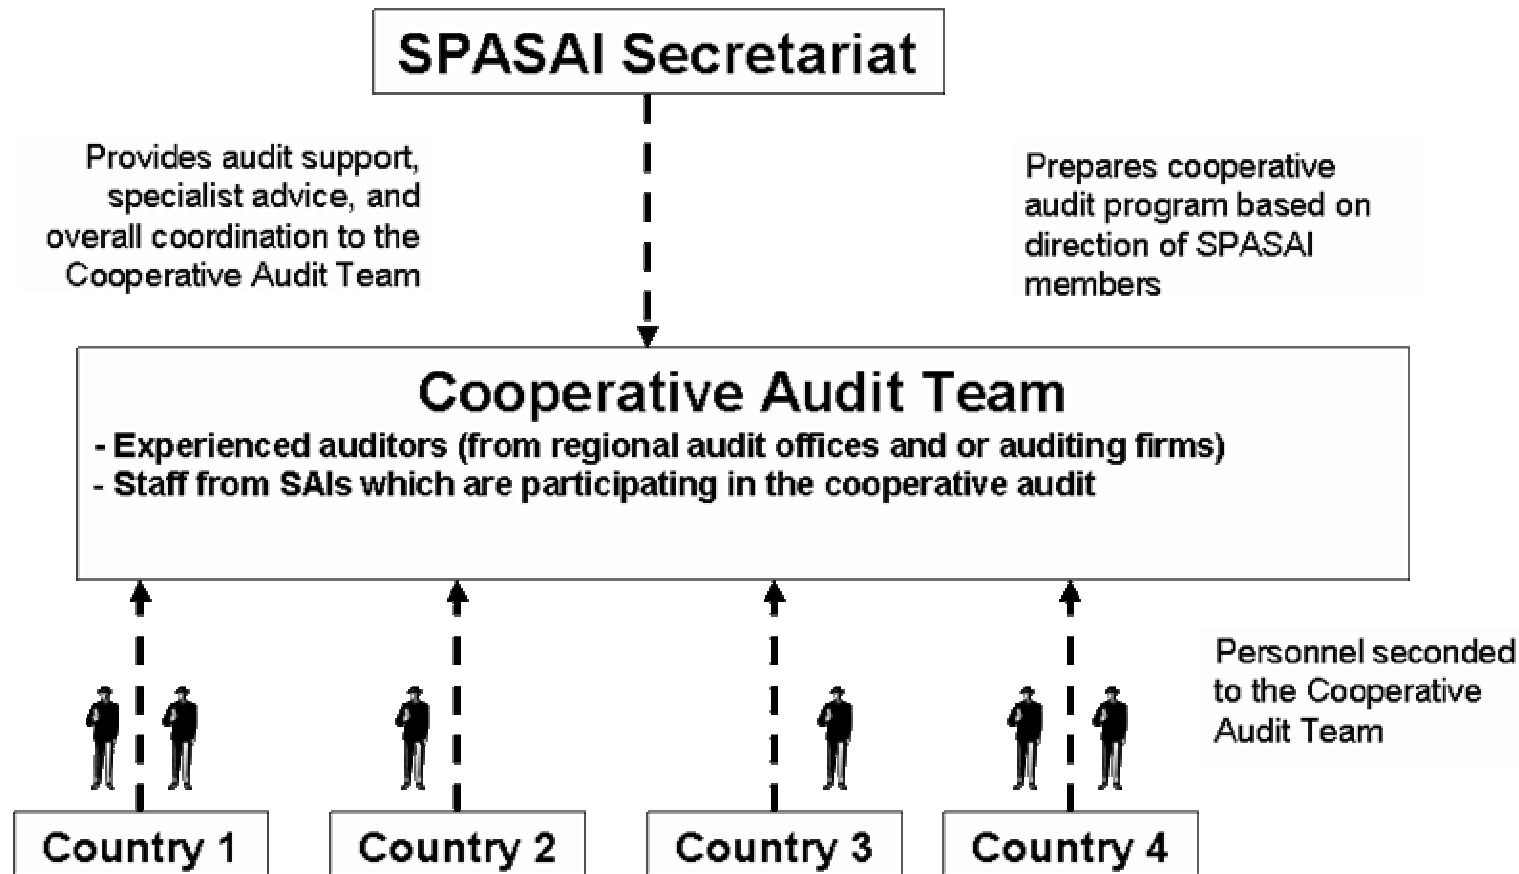 SPASAI Secretariat
Provides audit support,
specialist advice, and
overall coordination to the
Cooperative Audit Team
Prepares cooperative
audit program based on
direction of SPASAI
members
Cooperative Audit Team
- Experienced auditors (from regional audit offices and or auditing firms)
- Staff from SAIs which are participating in the cooperative audit
Personnel seconded
to the Cooperative
Audit Team
Country 1
Country 2
Country 3
Country 4